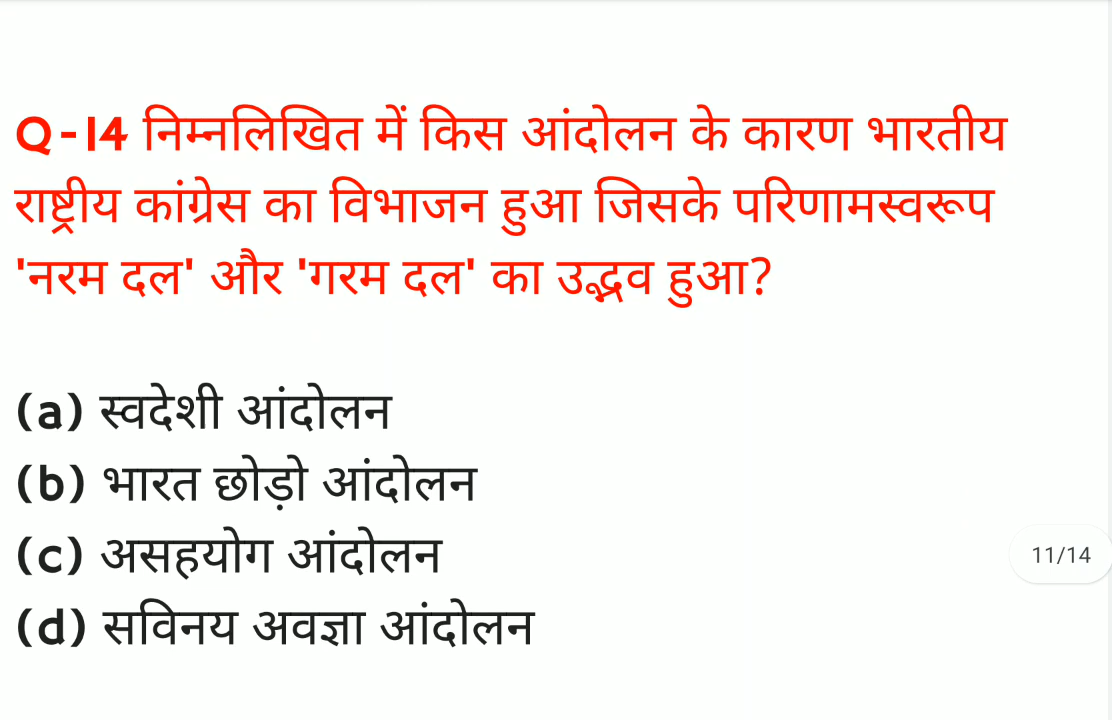 Q-14 निम्नलिखित में किस आंदोलन के कारण भारतीय
राष्ट्रीय कांग्रेस का विभाजन हुआ जिसके परिणामस्वरूप
'नरम दल' और 'गरम दल' का उद्भव हुआ?
(a) स्वदेशी आंदोलन
(b) भारत छोड़ो आंदोलन
(c) असहयोग आंदोलन
11/14
(d) सविनय अवज्ञा आंदोलन